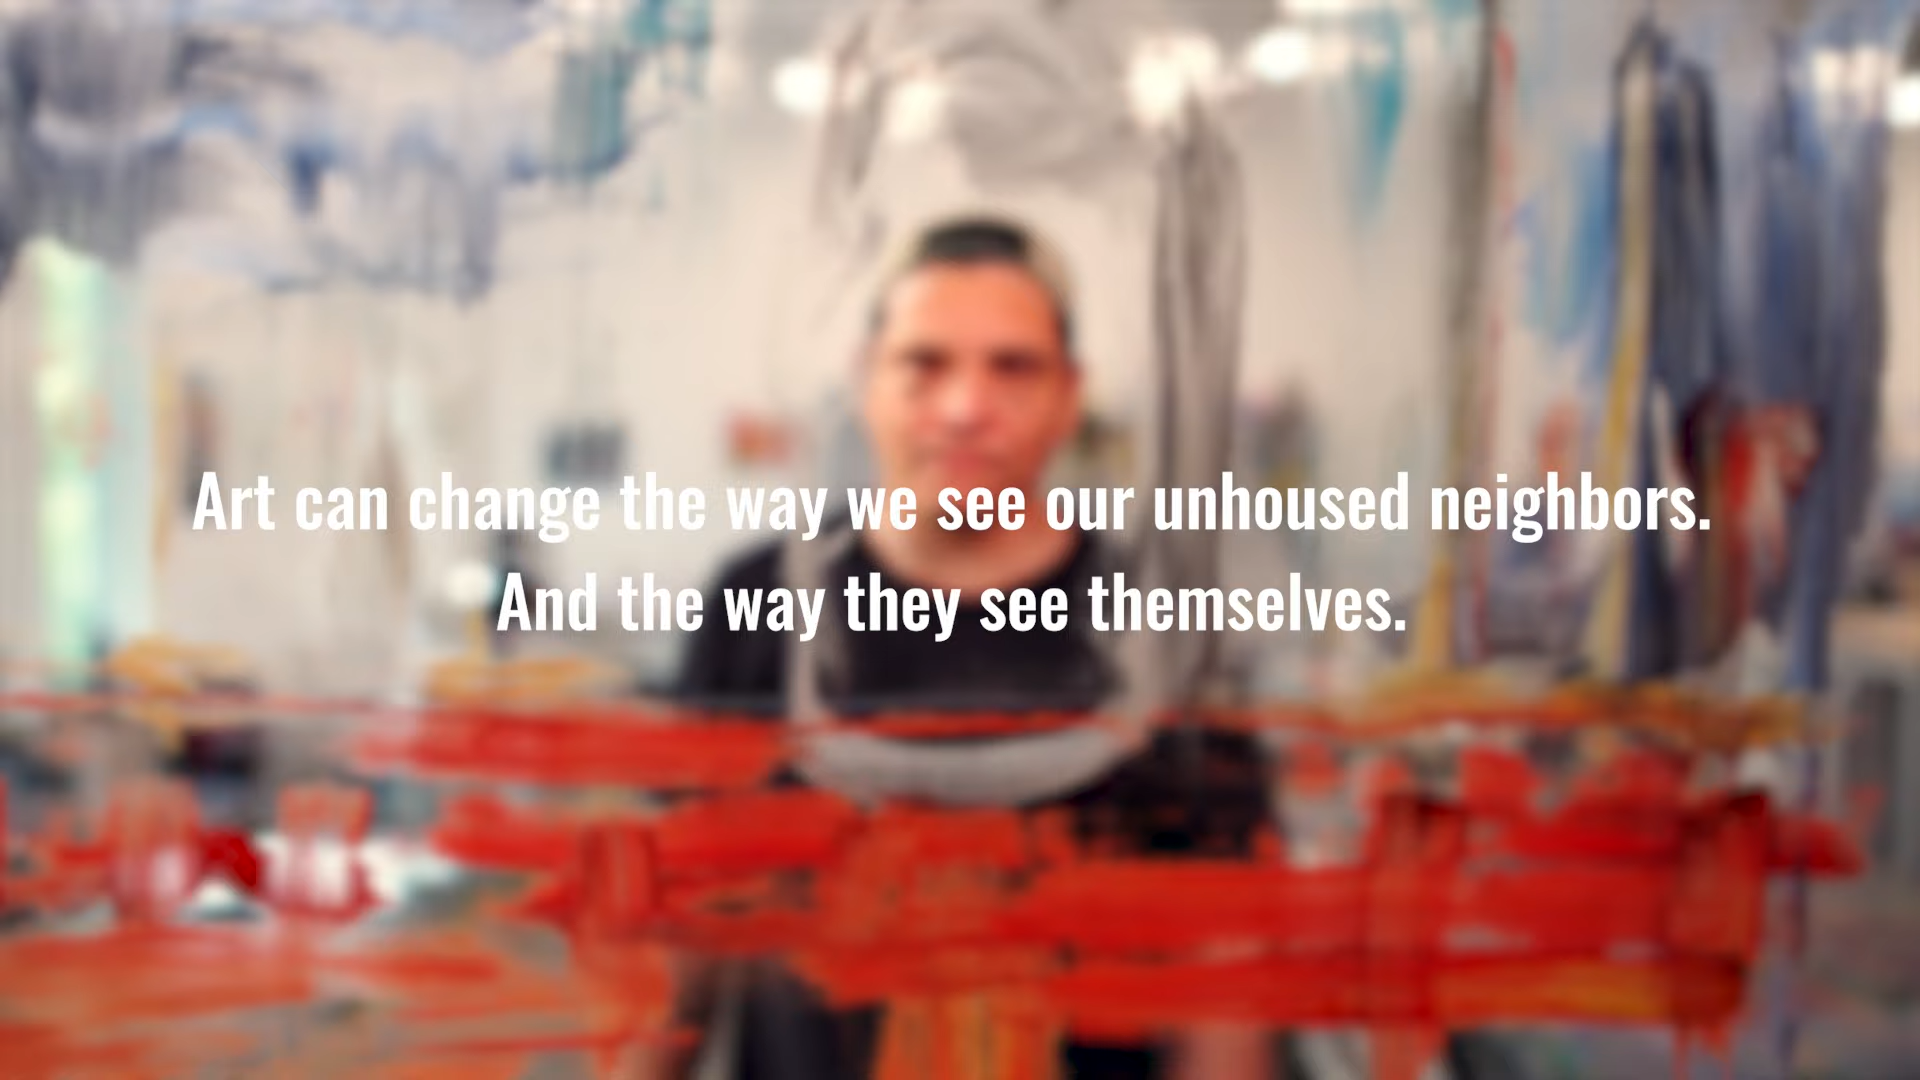 Art can change the way we see our unhoused neighbors.
And the way they see themselves.